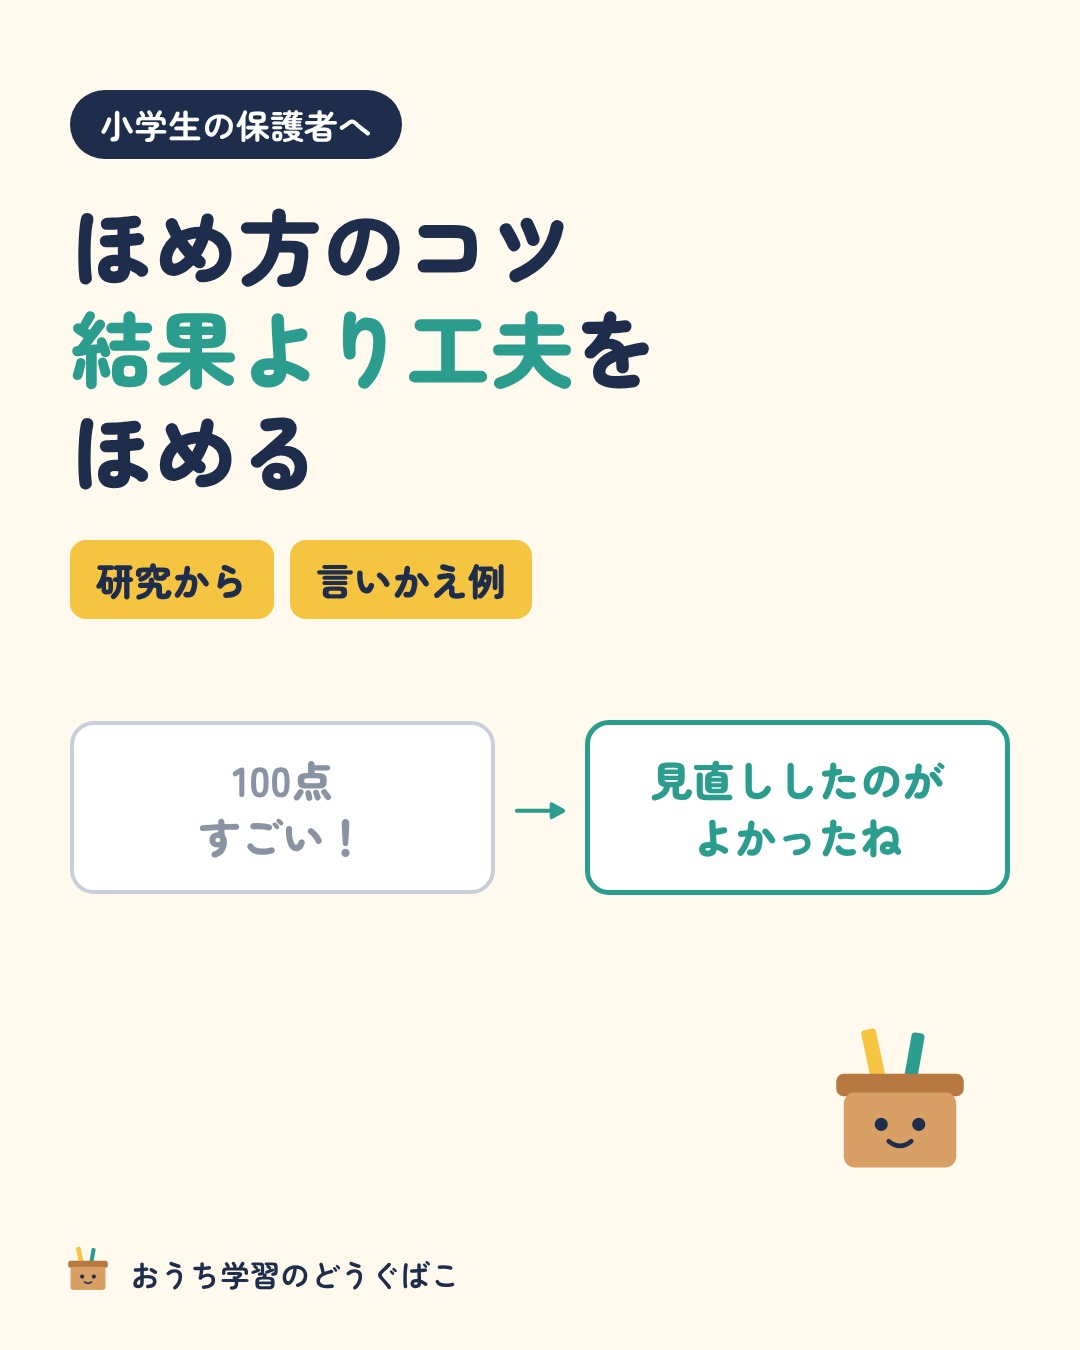 小学生の保護者へ
ほめ方のコツ
結果より工夫を
ほめる
研究から
言いかえ例
100点
すごい！
見直ししたのが
よかったね
おうち学習のどうぐばこ